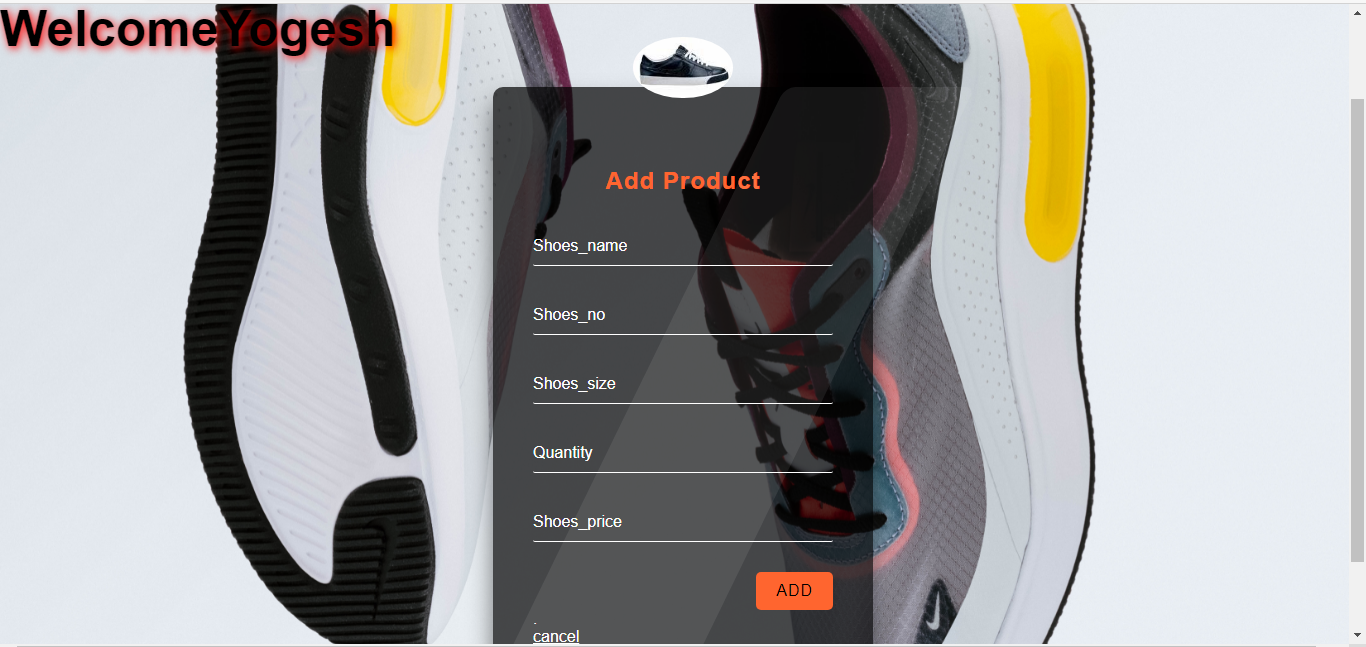 WelcomeYogesh
Add Product
Shoes_name
Shoes_no
Shoes_size
Quantity
Shoes_price
ADD
.
cancel